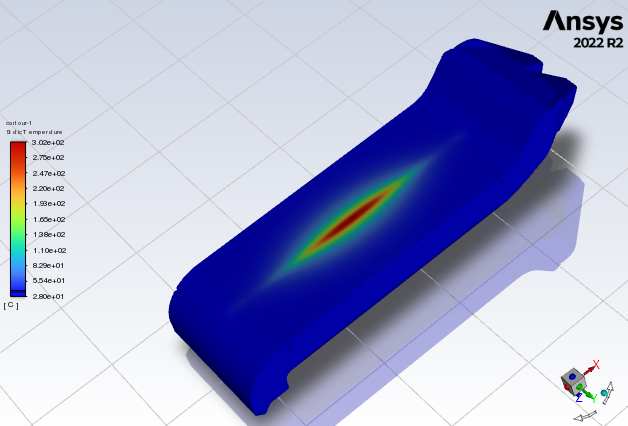 Ansys
2022 R2
contour-1
Static Temperature
3.02e+02
2.75e+02
2.47e+02
2.20e+02
1.93e+02
1.65e+02
1.38e+02
1.10e+02
8.29e+01
5.54e+01
2.80e+01
[ C ]
X
Y
Z